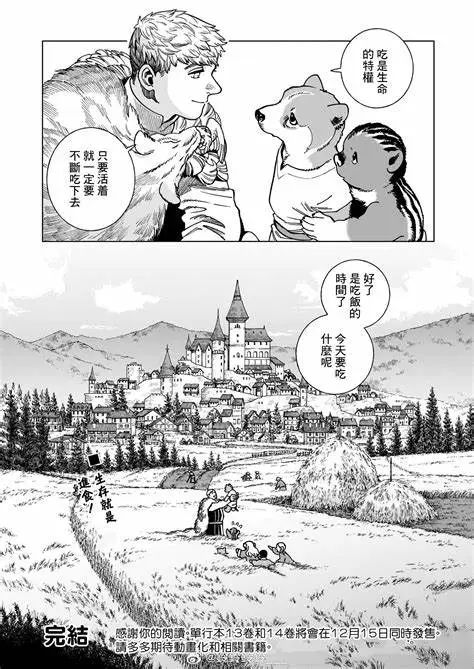 吃是生命
的特權
只要活着
就一定要
不斷吃下去
好了
是吃飯的
時間了
今天要吃
什麼呢
■生存就是
進食！
完結
感謝你的閱讀。單行本13卷和14卷將會在12月15日同時發售。
請多多期待動畫化和相關書籍。